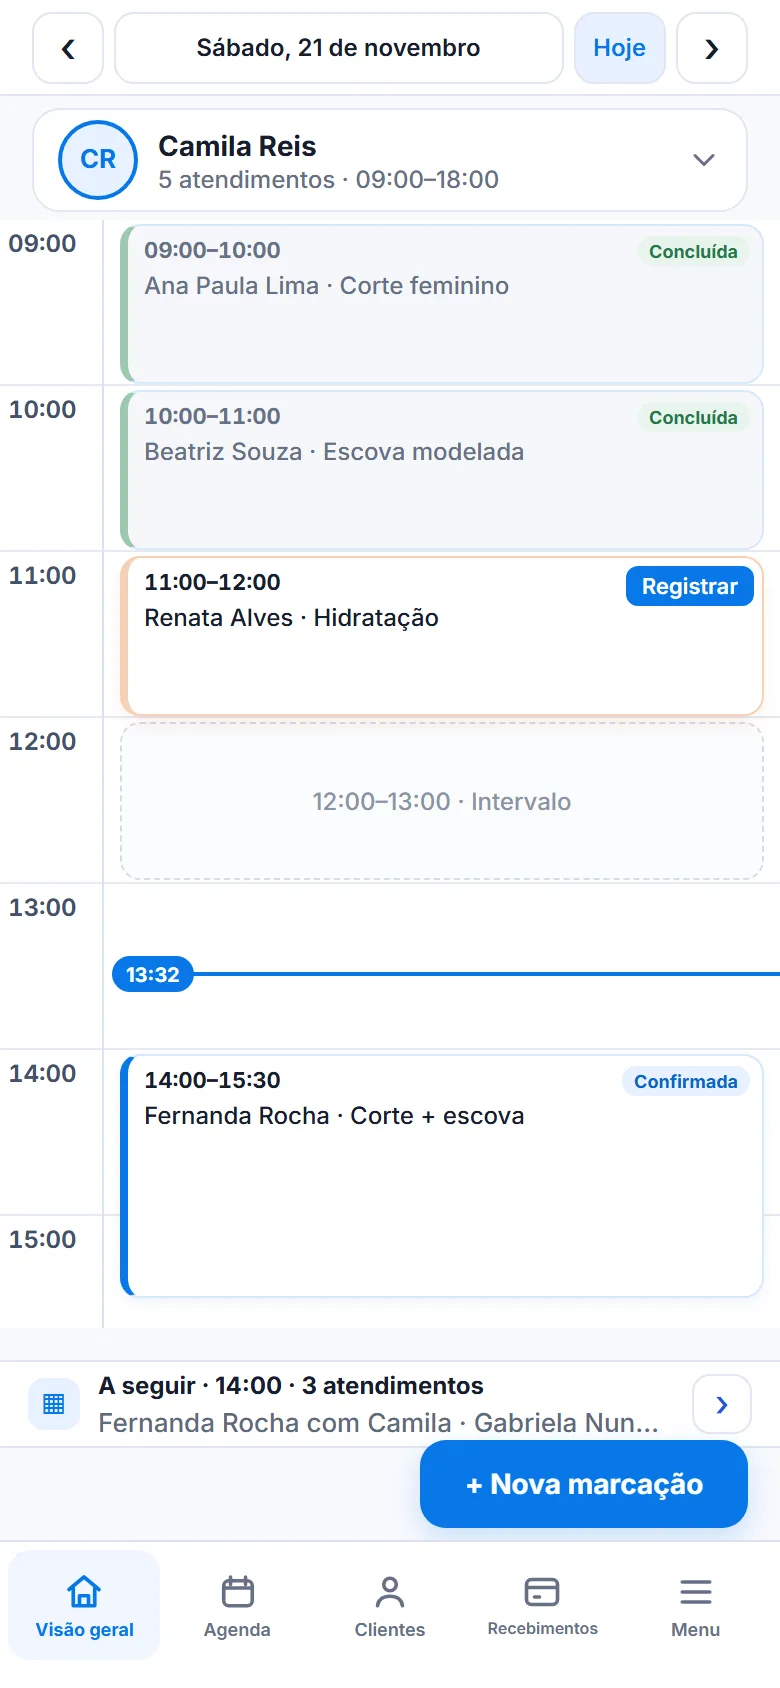 ‹
Sábado, 21 de novembro
Hoje
›
CR
Camila Reis
5 atendimentos · 09:00–18:00
09:00
09:00–10:00
Concluída
Ana Paula Lima · Corte feminino
10:00
10:00–11:00
Concluída
Beatriz Souza · Escova modelada
11:00
11:00–12:00
Registrar
Renata Alves · Hidratação
12:00
12:00–13:00 · Intervalo
13:00
13:32
14:00
14:00–15:30
Confirmada
Fernanda Rocha · Corte + escova
15:00
A seguir · 14:00 · 3 atendimentos
Fernanda Rocha com Camila · Gabriela Nun...
›
+ Nova marcação
Visão geral
Agenda
Clientes
Recebimentos
Menu